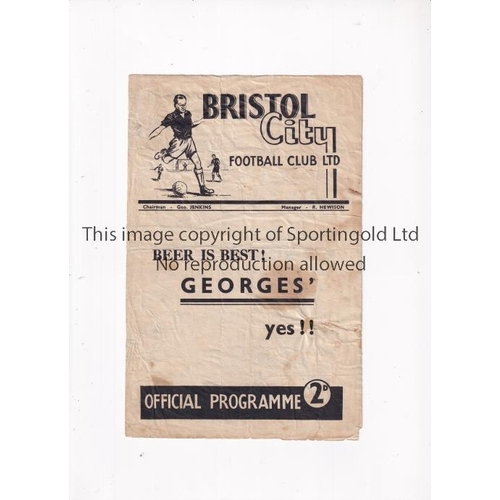 BRISTOL
City
FOOTBALL CLUB LTD
Chairman - Geo. JENKINS Manager - R. HEWISON
This image copyright of Sportingold Ltd
BEER IS BEST!
No reproduction allowed
GEORGES'
yes!!
OFFICIAL PROGRAMME 2D